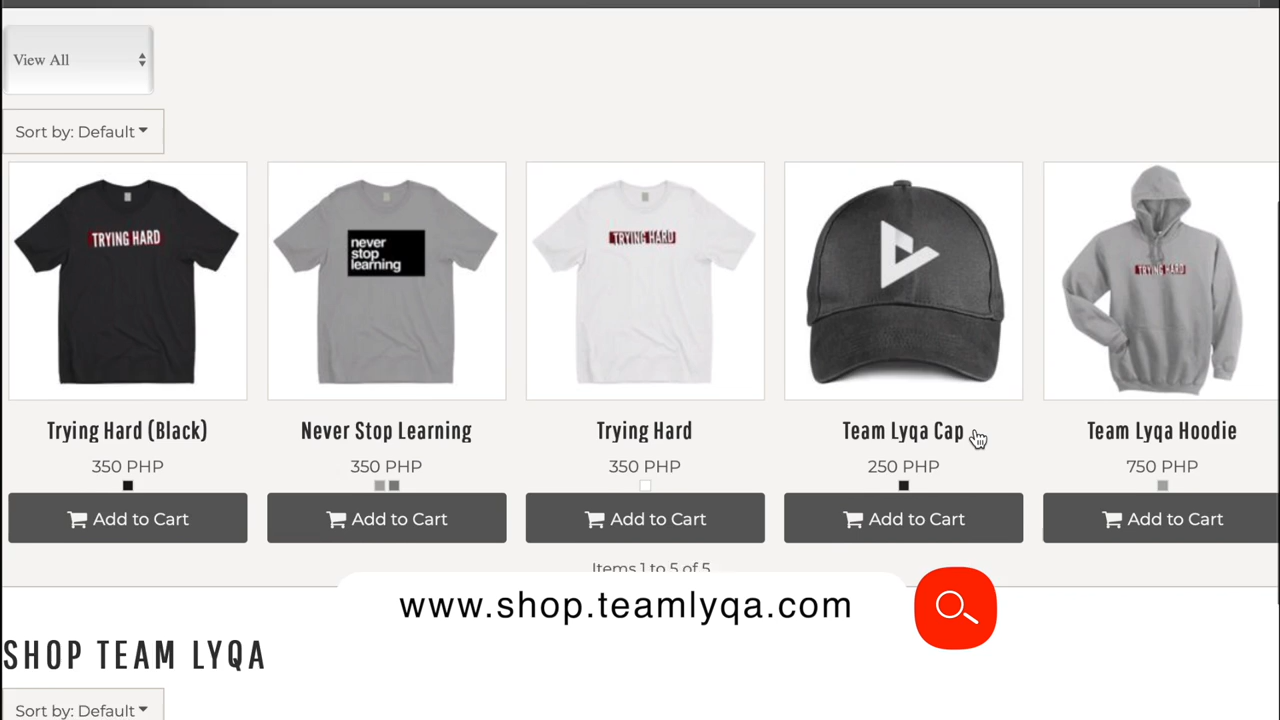 View All
Sort by: Default
TRYING HARD
never
stop
learning
TRYING HARD
TRYING HARD
Trying Hard (Black)
Never Stop Learning
Trying Hard
Team Lyqa Cap
Team Lyqa Hoodie
350 PHP
350 PHP
350 PHP
250 PHP
750 PHP
Add to Cart
Add to Cart
Add to Cart
Add to Cart
Add to Cart
Items 1 to 5 of 5
www.shop.teamlyqa.com
SHOP TEAM LYQA
Sort by: Default